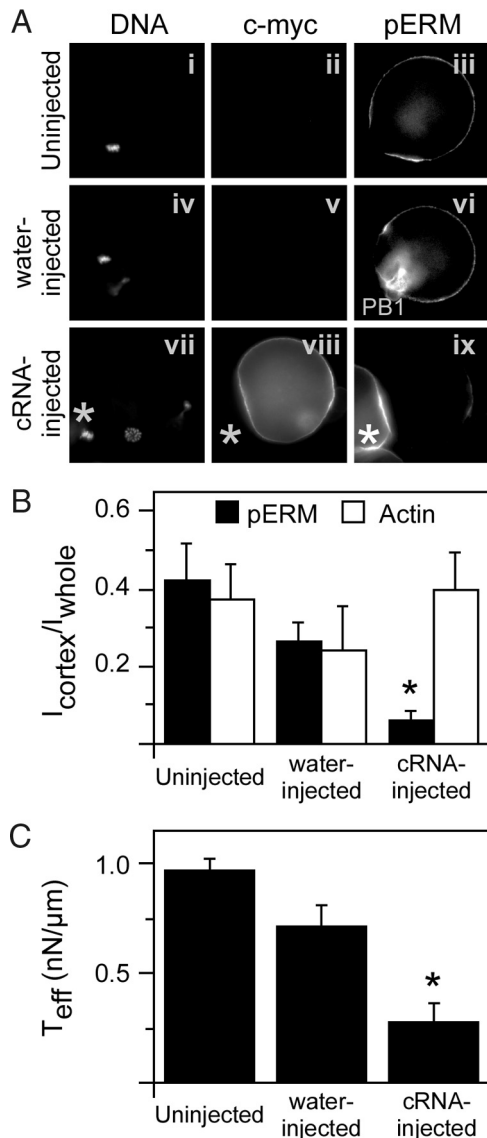 A DNA c-myc pERM
Uninjected i ii iii
water-
injected iv v vi
PB1
cRNA-
injected vii viii ix
* * *
B
0.6
0.4
0.2
pERM Actin
Icortex/Iwhole
*
Uninjected water-
injected cRNA-
injected
C
1.0
0.5
Teff (nN/µm)
*
Uninjected water-
injected cRNA-
injected